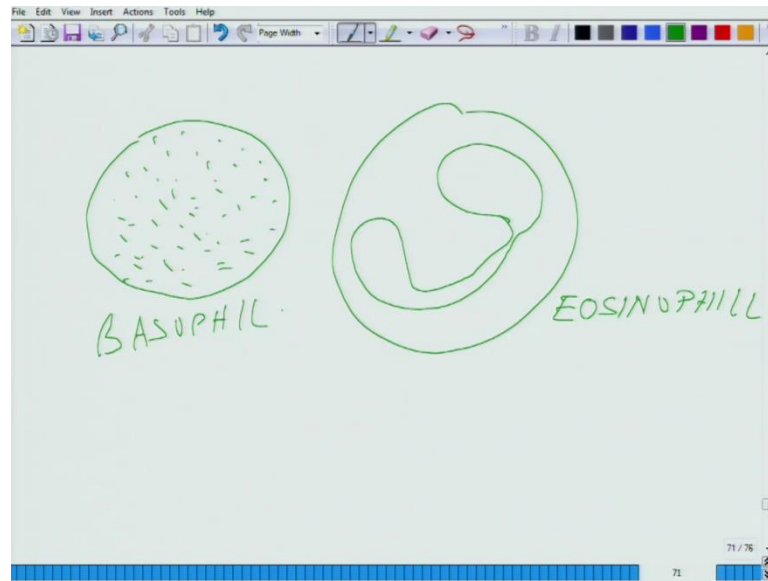 File Edit View Insert Actions Tools Help
Page Width
B I
BASOPHIL.
EOSINOPHILL
71 / 76
71